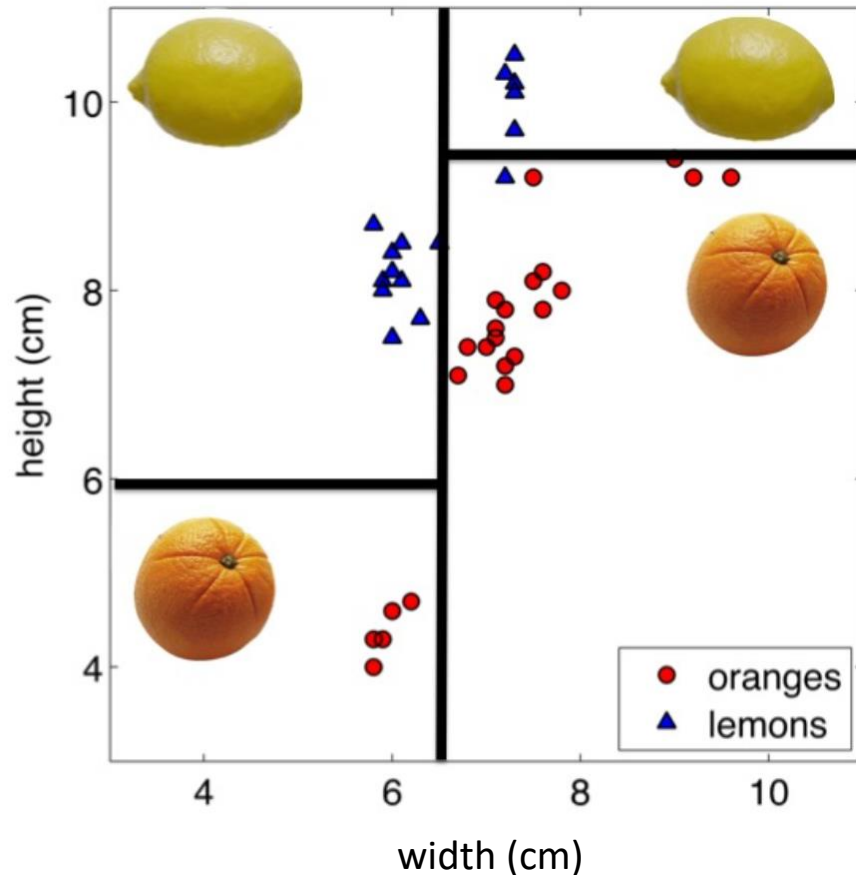 10
8
6
4
height (cm)
oranges
lemons
4 6 8 10
width (cm)